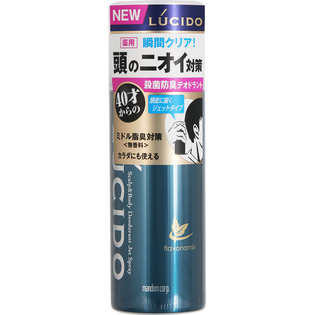 NEW
LÚCIDO
薬用
瞬間クリア!
頭のニオイ対策
殺菌防臭デオドラント
40才からの
頭皮に届く
ジェットタイプ
ミドル脂臭対策
<無香料>
カラダにも使える
LÚCIDO
Scalp&Body Deodorant Jet Spray
flavonomix
mandom corp.